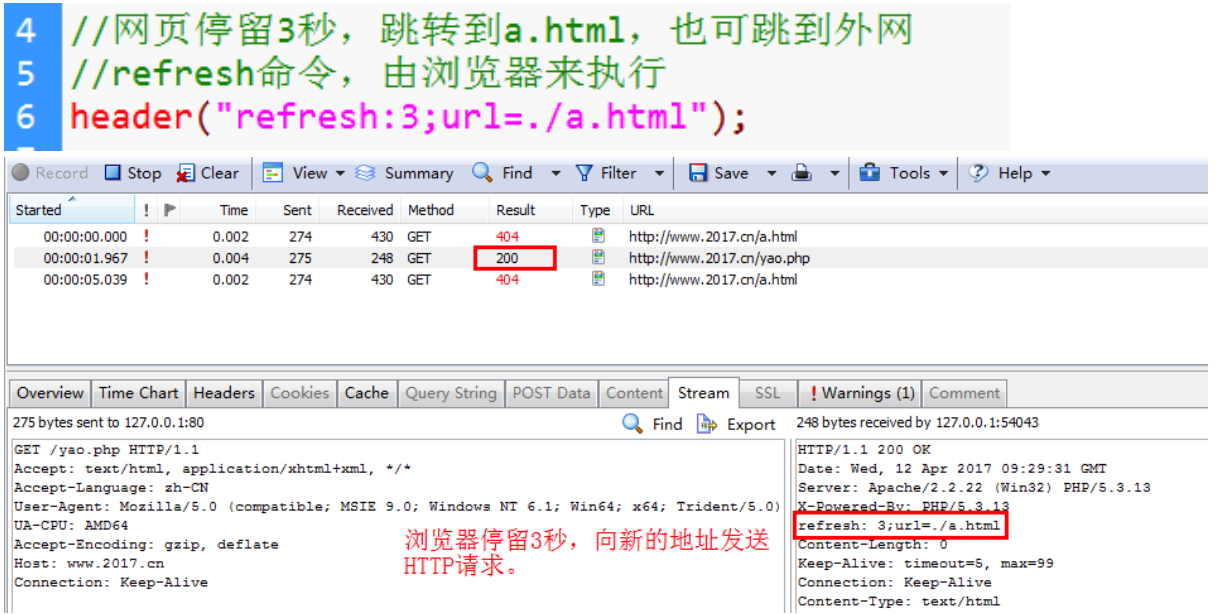 4 //网页停留3秒，跳转到a.html，也可跳到外网
5 //refresh命令，由浏览器来执行
6 header("refresh:3;url=./a.html");
Record Stop Clear View Summary Find Filter Save Tools Help
Started ! Time Sent Received Method Result Type URL
00:00:00.000 ! 0.002 274 430 GET 404 http://www.2017.cn/a.html
00:00:01.967 ! 0.004 275 248 GET 200 http://www.2017.cn/yao.php
00:00:05.039 ! 0.002 274 430 GET 404 http://www.2017.cn/a.html
Overview Time Chart Headers Cookies Cache Query String POST Data Content Stream SSL ! Warnings (1) Comment
275 bytes sent to 127.0.0.1:80 Find Export
GET /yao.php HTTP/1.1
Accept: text/html, application/xhtml+xml, */*
Accept-Language: zh-CN
User-Agent: Mozilla/5.0 (compatible; MSIE 9.0; Windows NT 6.1; Win64; x64; Trident/5.0)
UA-CPU: AMD64
Accept-Encoding: gzip, deflate
Host: www.2017.cn
Connection: Keep-Alive
浏览器停留3秒，向新的地址发送
HTTP请求。
248 bytes received by 127.0.0.1:54043
HTTP/1.1 200 OK
Date: Wed, 12 Apr 2017 09:29:31 GMT
Server: Apache/2.2.22 (Win32) PHP/5.3.13
X-Powered-By: PHP/5.3.13
refresh: 3;url=./a.html
Content-Length: 0
Keep-Alive: timeout=5, max=99
Connection: Keep-Alive
Content-Type: text/html